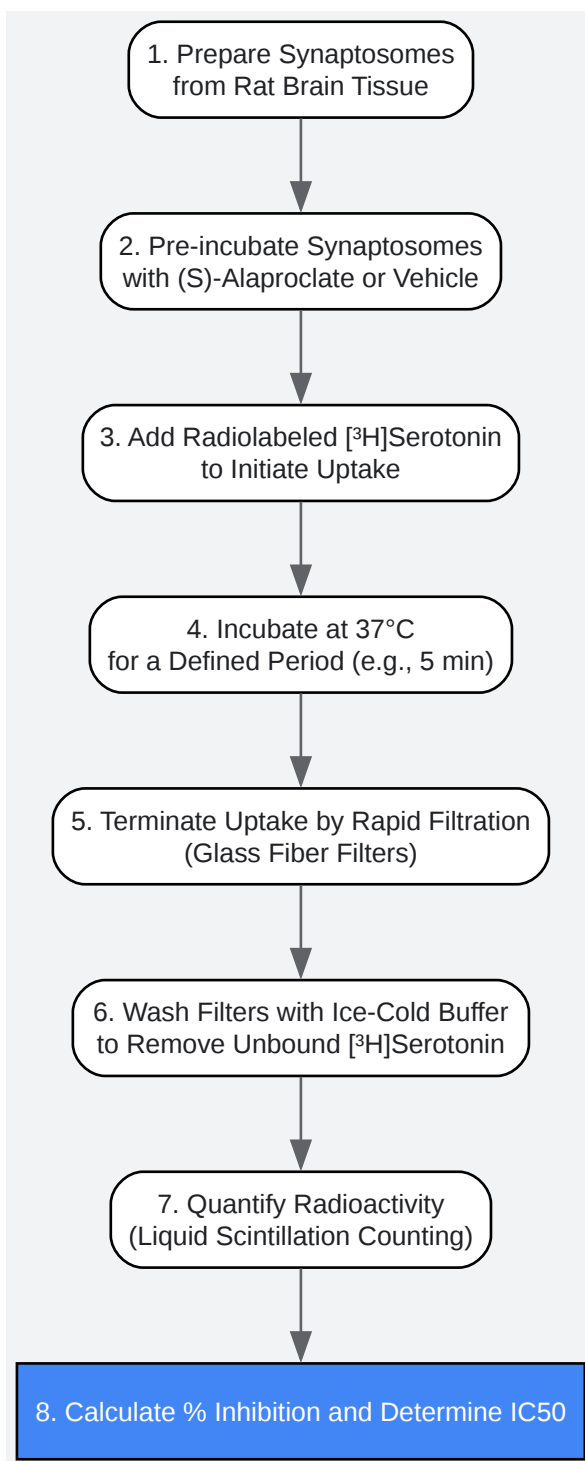 1. Prepare Synaptosomes
from Rat Brain Tissue
2. Pre-incubate Synaptosomes
with (S)-Alaproclate or Vehicle
3. Add Radiolabeled [³H]Serotonin
to Initiate Uptake
4. Incubate at 37°C
for a Defined Period (e.g., 5 min)
5. Terminate Uptake by Rapid Filtration
(Glass Fiber Filters)
6. Wash Filters with Ice-Cold Buffer
to Remove Unbound [³H]Serotonin
7. Quantify Radioactivity
(Liquid Scintillation Counting)
8. Calculate % Inhibition and Determine IC50